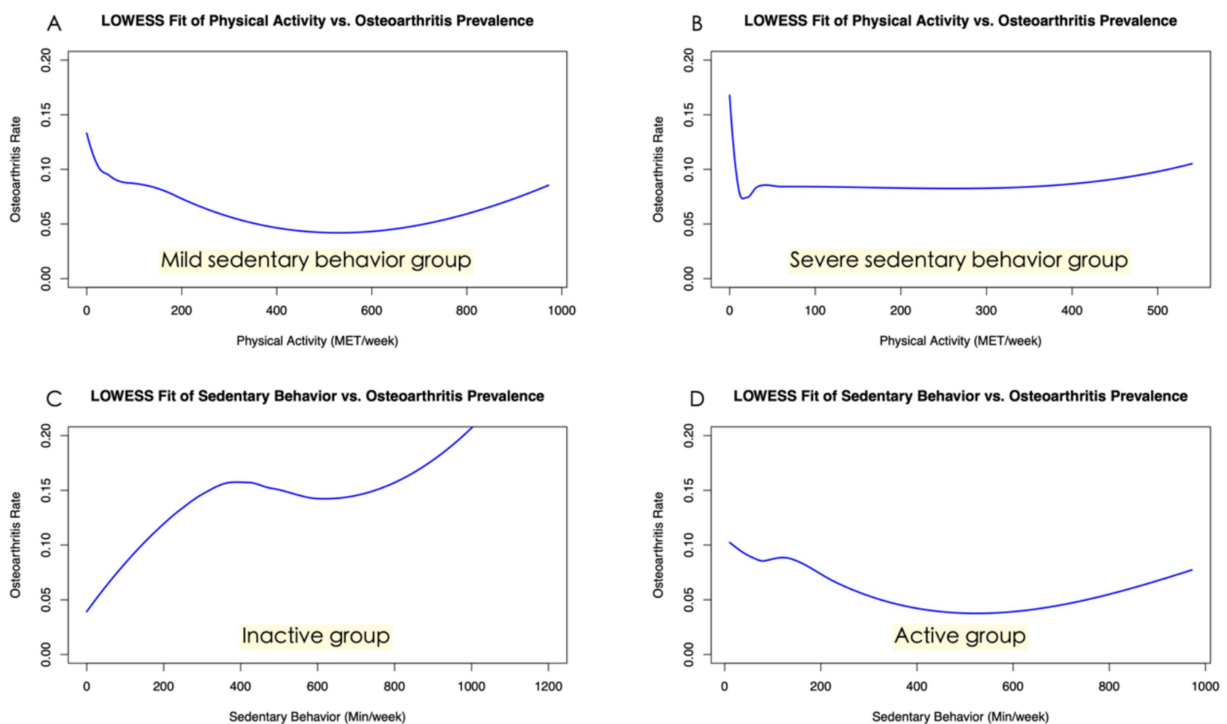 A
LOWESS Fit of Physical Activity vs. Osteoarthritis Prevalence
Osteoarthritis Rate
0.20
0.15
0.10
0.05
0.00
Mild sedentary behavior group
0 200 400 600 800 1000
Physical Activity (MET/week)
B
LOWESS Fit of Physical Activity vs. Osteoarthritis Prevalence
Osteoarthritis Rate
0.20
0.15
0.10
0.05
0.00
Severe sedentary behavior group
0 100 200 300 400 500
Physical Activity (MET/week)
C
LOWESS Fit of Sedentary Behavior vs. Osteoarthritis Prevalence
Osteoarthritis Rate
0.20
0.15
0.10
0.05
0.00
Inactive group
0 200 400 600 800 1000 1200
Sedentary Behavior (Min/week)
D
LOWESS Fit of Sedentary Behavior vs. Osteoarthritis Prevalence
Osteoarthritis Rate
0.20
0.15
0.10
0.05
0.00
Active group
0 200 400 600 800 1000
Sedentary Behavior (Min/week)